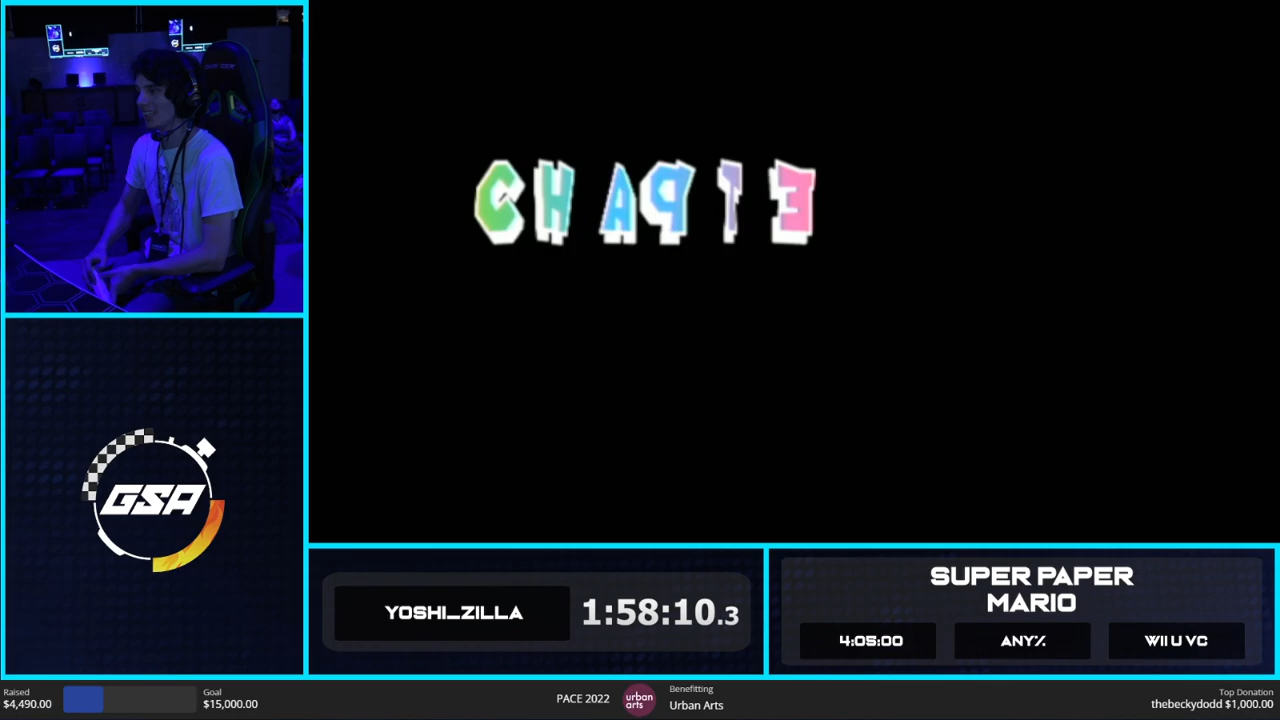 CHAPTE
GSA
YOSHI_ZILLA
1:58:10.3
SUPER PAPER
MARIO
4:05:00
ANY%
WII U VC
Raised
$4,490.00
Goal
$15,000.00
PACE 2022
urban
arts
Benefitting
Urban Arts
Top Donation
thebeckydodd $1,000.00